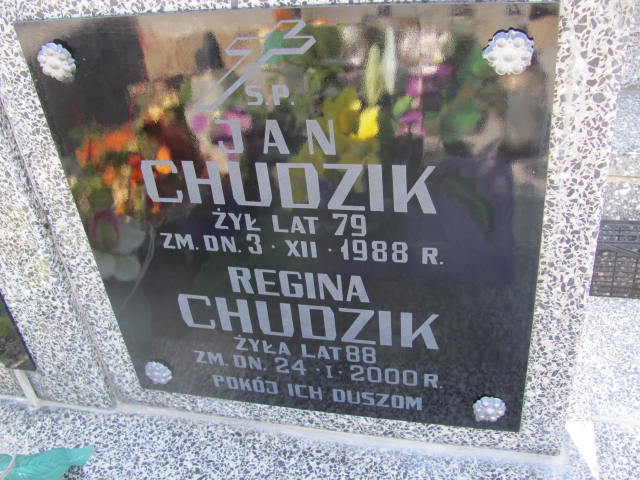 Ś.P.
JAN
CHUDZIK
ŻYŁ LAT 79
ZM. DN. 3 · XII · 1988 R.
REGINA
CHUDZIK
ŻYŁA LAT 88
ZM. DN. 24 · I · 2000 R.
POKÓJ ICH DUSZOM